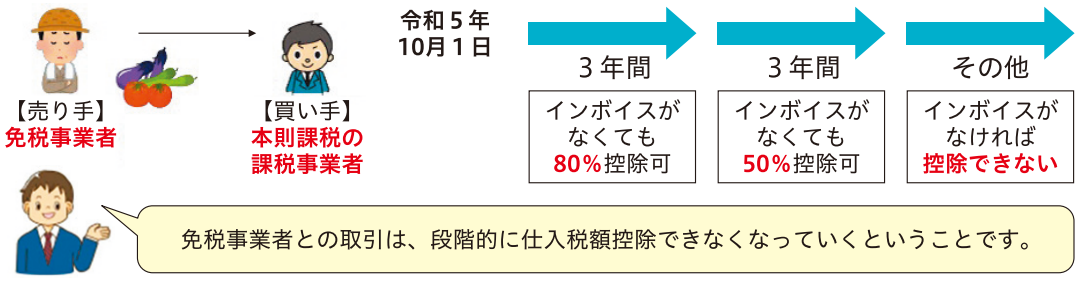 【売り手】
免税事業者
【買い手】
本則課税の
課税事業者
令和５年
10月１日
３年間
インボイスが
なくても
80%控除可
３年間
インボイスが
なくても
50%控除可
その他
インボイスが
なければ
控除できない
免税事業者との取引は、段階的に仕入税額控除できなくなっていくということです。